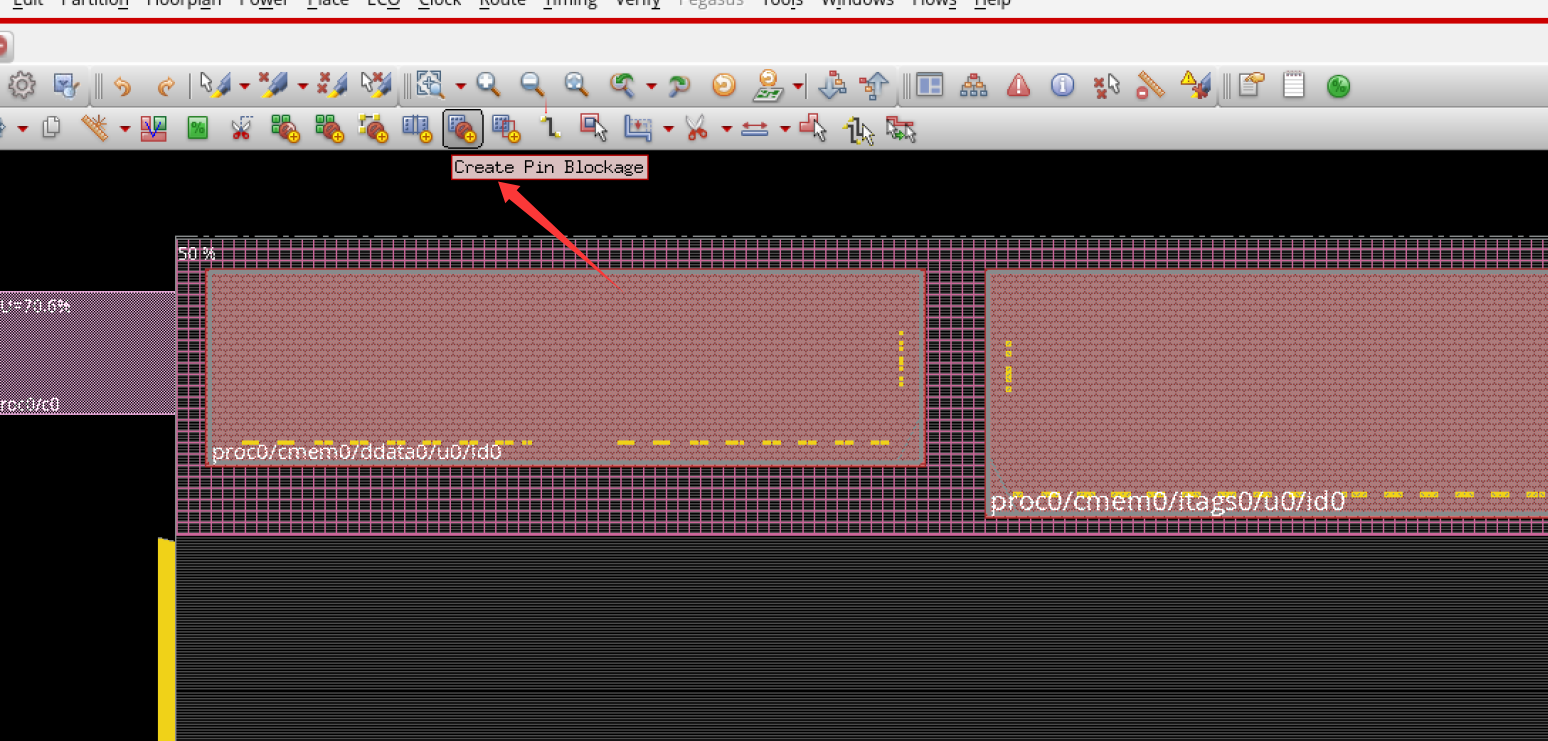 Edit Partition Floorplan Power Place ECO Clock Route Timing Verify Pegasus Tools Windows Flows Help
Create Pin Blockage
50 %
=70.6%
proc0/cmem0/ddata0/u0/id0
roc0/c0
proc0/cmem0/itags0/u0/id0